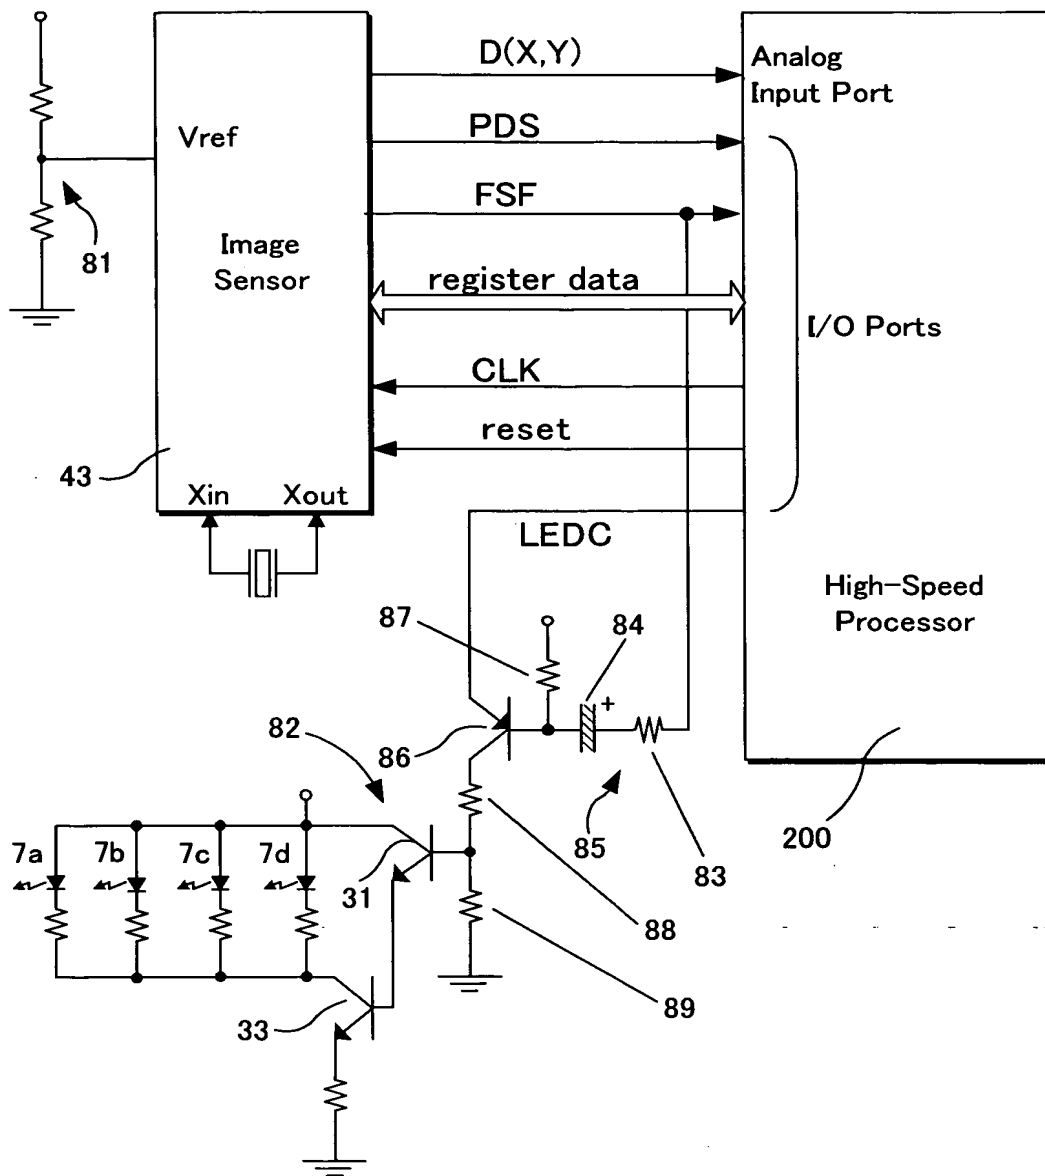 D(X,Y)
Analog
Input Port
PDS
Vref
FSF
81
Image
Sensor
register data
I/O Ports
CLK
reset
43
Xin Xout
LEDC
High-Speed
Processor
87
84
+
82
86
200
85
83
7a 7b 7c 7d
31
88
89
33